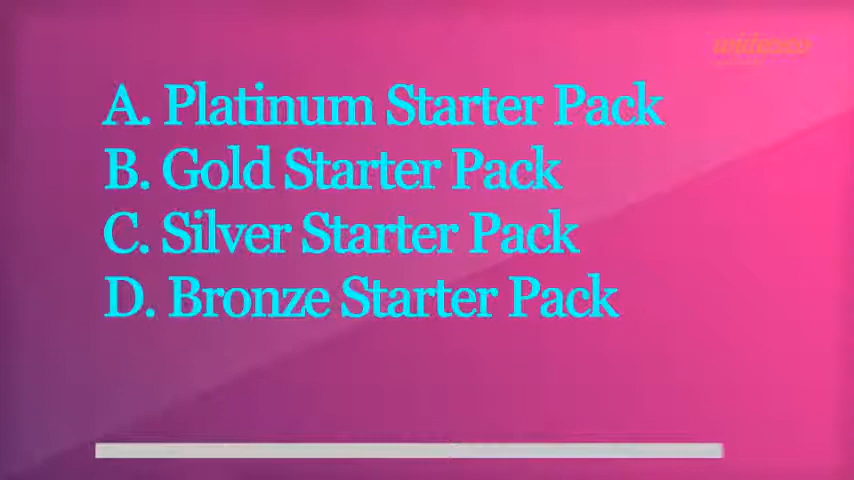 A. Platinum Starter Pack
B. Gold Starter Pack
C. Silver Starter Pack
D. Bronze Starter Pack